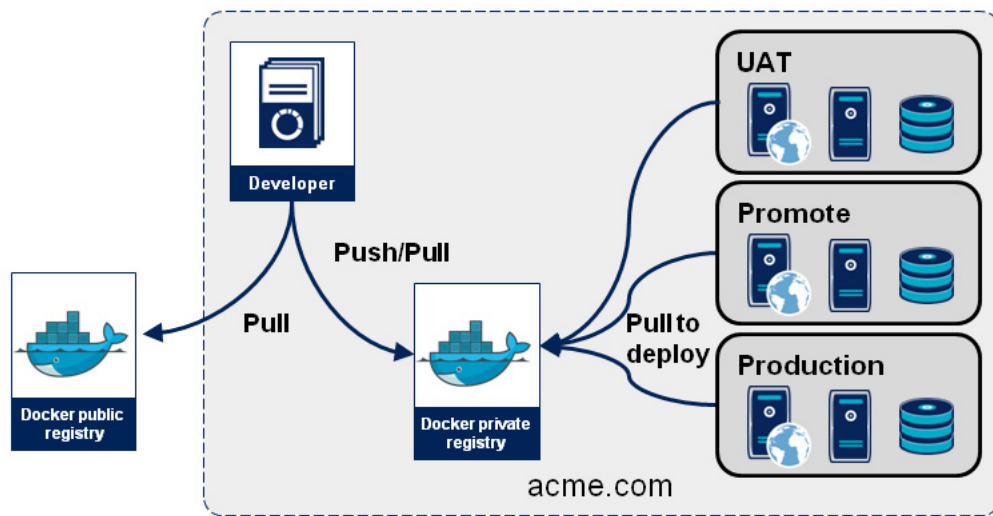 Developer
Push/Pull
Pull
Docker public
registry
Docker private
registry
Pull to
deploy
UAT
Promote
Production
acme.com